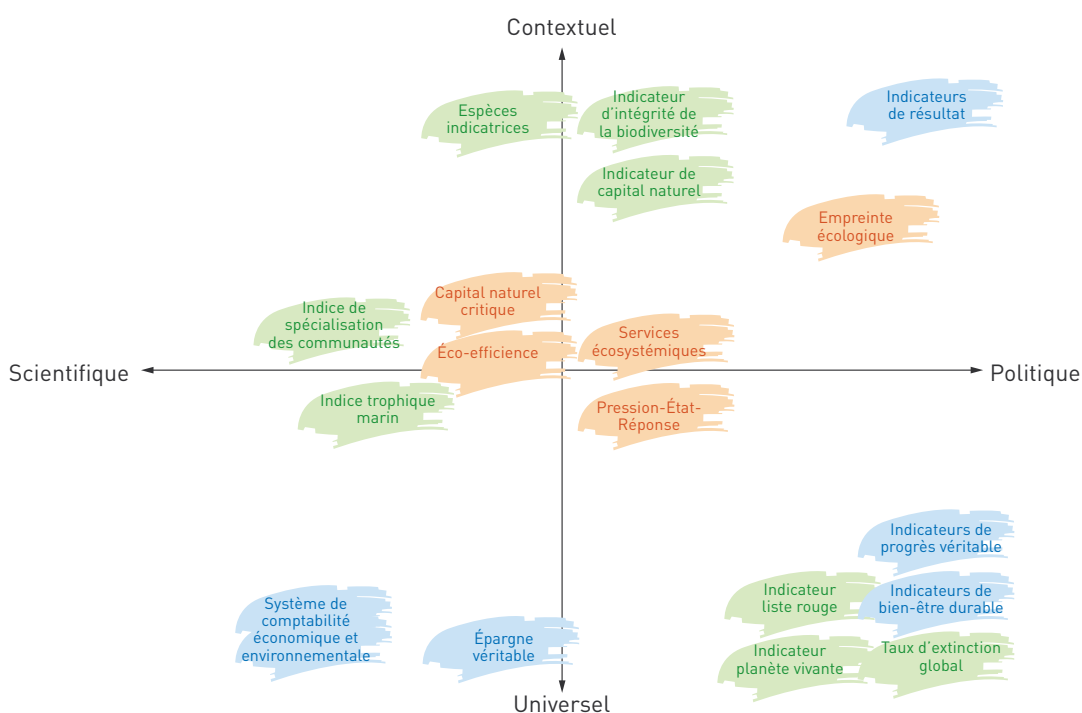 Contextuel
Espèces
indicatrices
Indicateur
d'intégrité de
la biodiversité
Indicateurs
de résultat
Indicateur de
capital naturel
Empreinte
écologique
Capital naturel
critique
Indice de
spécialisation
des communautés
Éco-efficience
Services
écosystémiques
Scientifique
Politique
Indice trophique
marin
Pression-État-
Réponse
Indicateurs de
progrès véritable
Indicateur
liste rouge
Indicateurs de
bien-être durable
Système de
comptabilité
économique et
environnementale
Épargne
véritable
Indicateur
planète vivante
Taux d'extinction
global
Universel